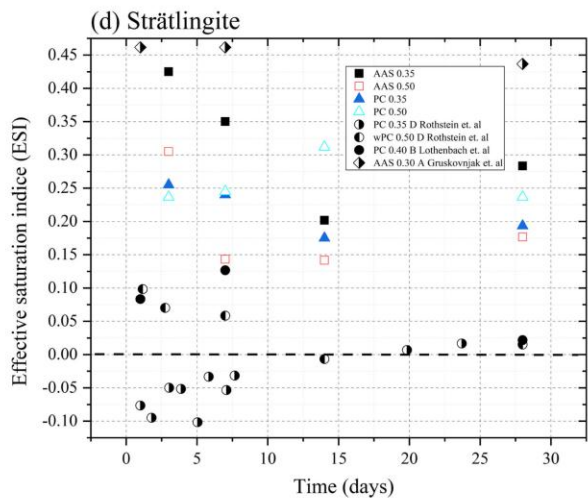 (d) Strätlingite
Effective saturation indice (ESI)
0.45
0.40
0.35
0.30
0.25
0.20
0.15
0.10
0.05
0.00
-0.05
-0.10
AAS 0.35
AAS 0.50
PC 0.35
PC 0.50
PC 0.35 D Rothstein et. al
wPC 0.50 D Rothstein et. al
PC 0.40 B Lothenbach et. al
AAS 0.30 A Gruskovnjak et. al
0 5 10 15 20 25 30
Time (days)